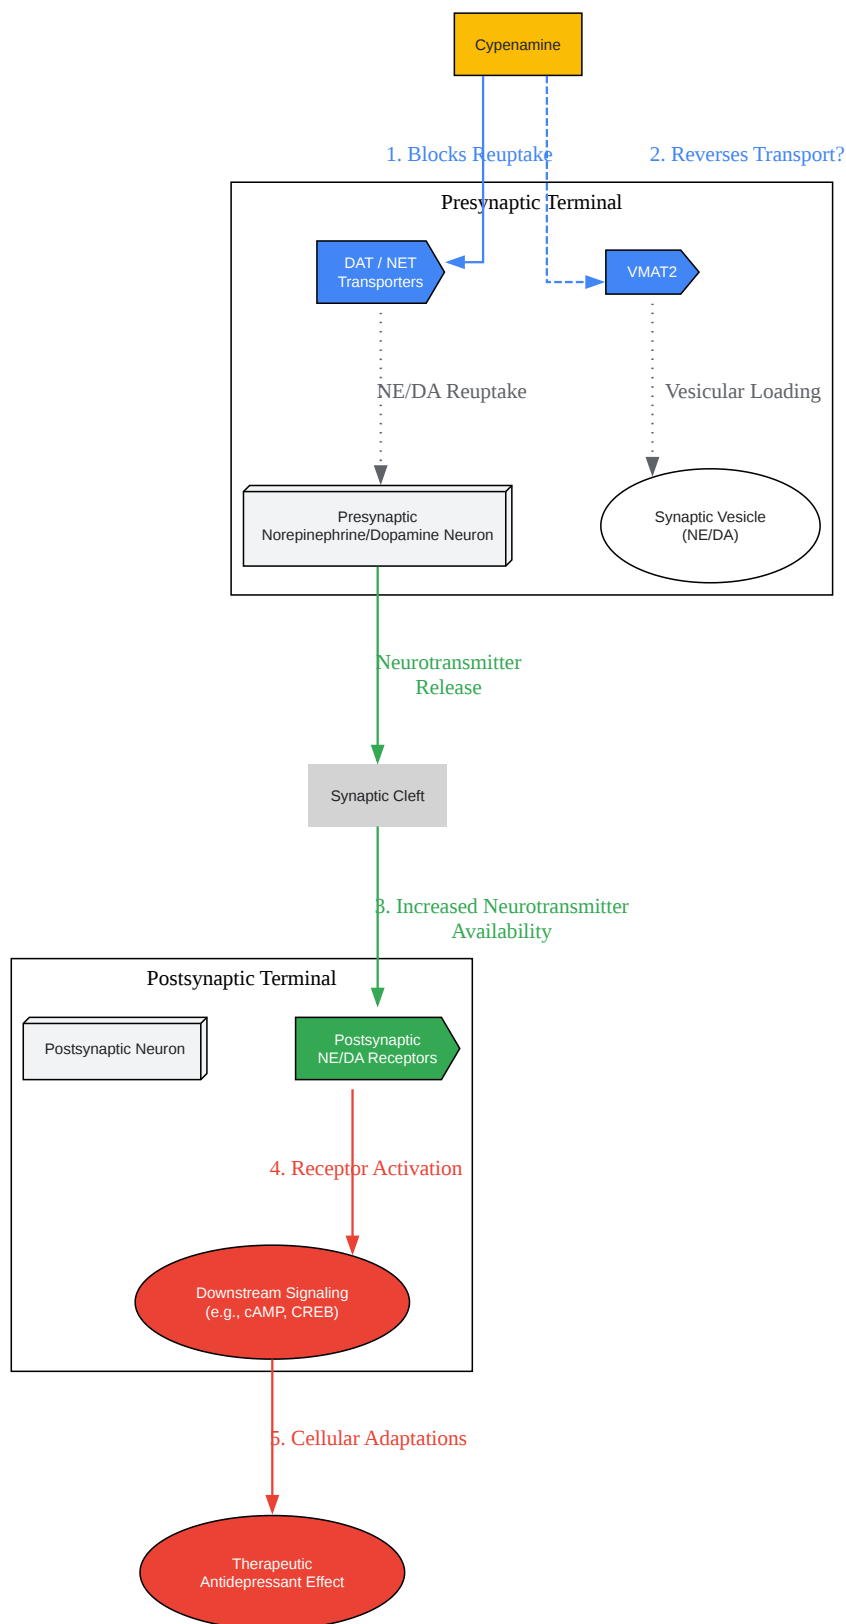 Cypenamine
1. Blocks Reuptake
2. Reverses Transport?
Presynaptic Terminal
DAT / NET
Transporters
VMAT2
NE/DA Reuptake
Vesicular Loading
Presynaptic
Norepinephrine/Dopamine Neuron
Synaptic Vesicle
(NE/DA)
Neurotransmitter
Release
Synaptic Cleft
3. Increased Neurotransmitter
Availability
Postsynaptic Terminal
Postsynaptic Neuron
Postsynaptic
NE/DA Receptors
4. Receptor Activation
Downstream Signaling
(e.g., cAMP, CREB)
5. Cellular Adaptations
Therapeutic
Antidepressant Effect